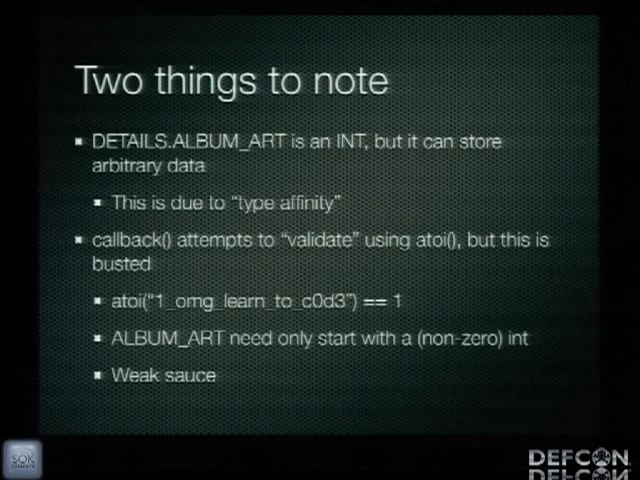 Two things to note
DETAILS.ALBUM_ART is an INT, but it can store
arbitrary data
This is due to “type affinity”
callback() attempts to “validate” using atoi(), but this is
busted
atoi(“1_omg_learn_to_c0d3”) == 1
ALBUM_ART need only start with a (non-zero) int
Weak sauce
SOK
DEFCON